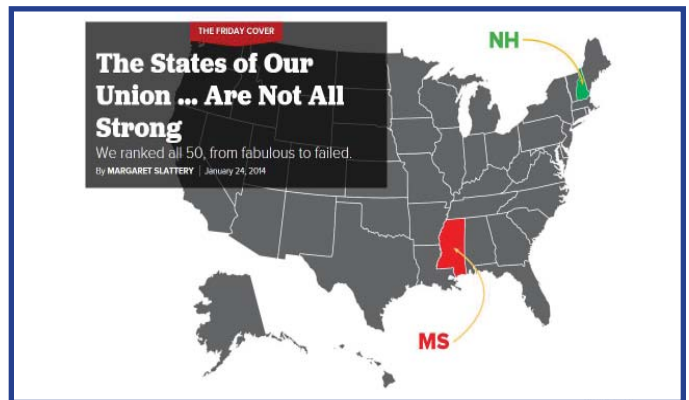 THE FRIDAY COVER
The States of Our
Union ... Are Not All
Strong
We ranked all 50, from fabulous to failed.
By MARGARET SLATTERY | January 24, 2014
NH
MS